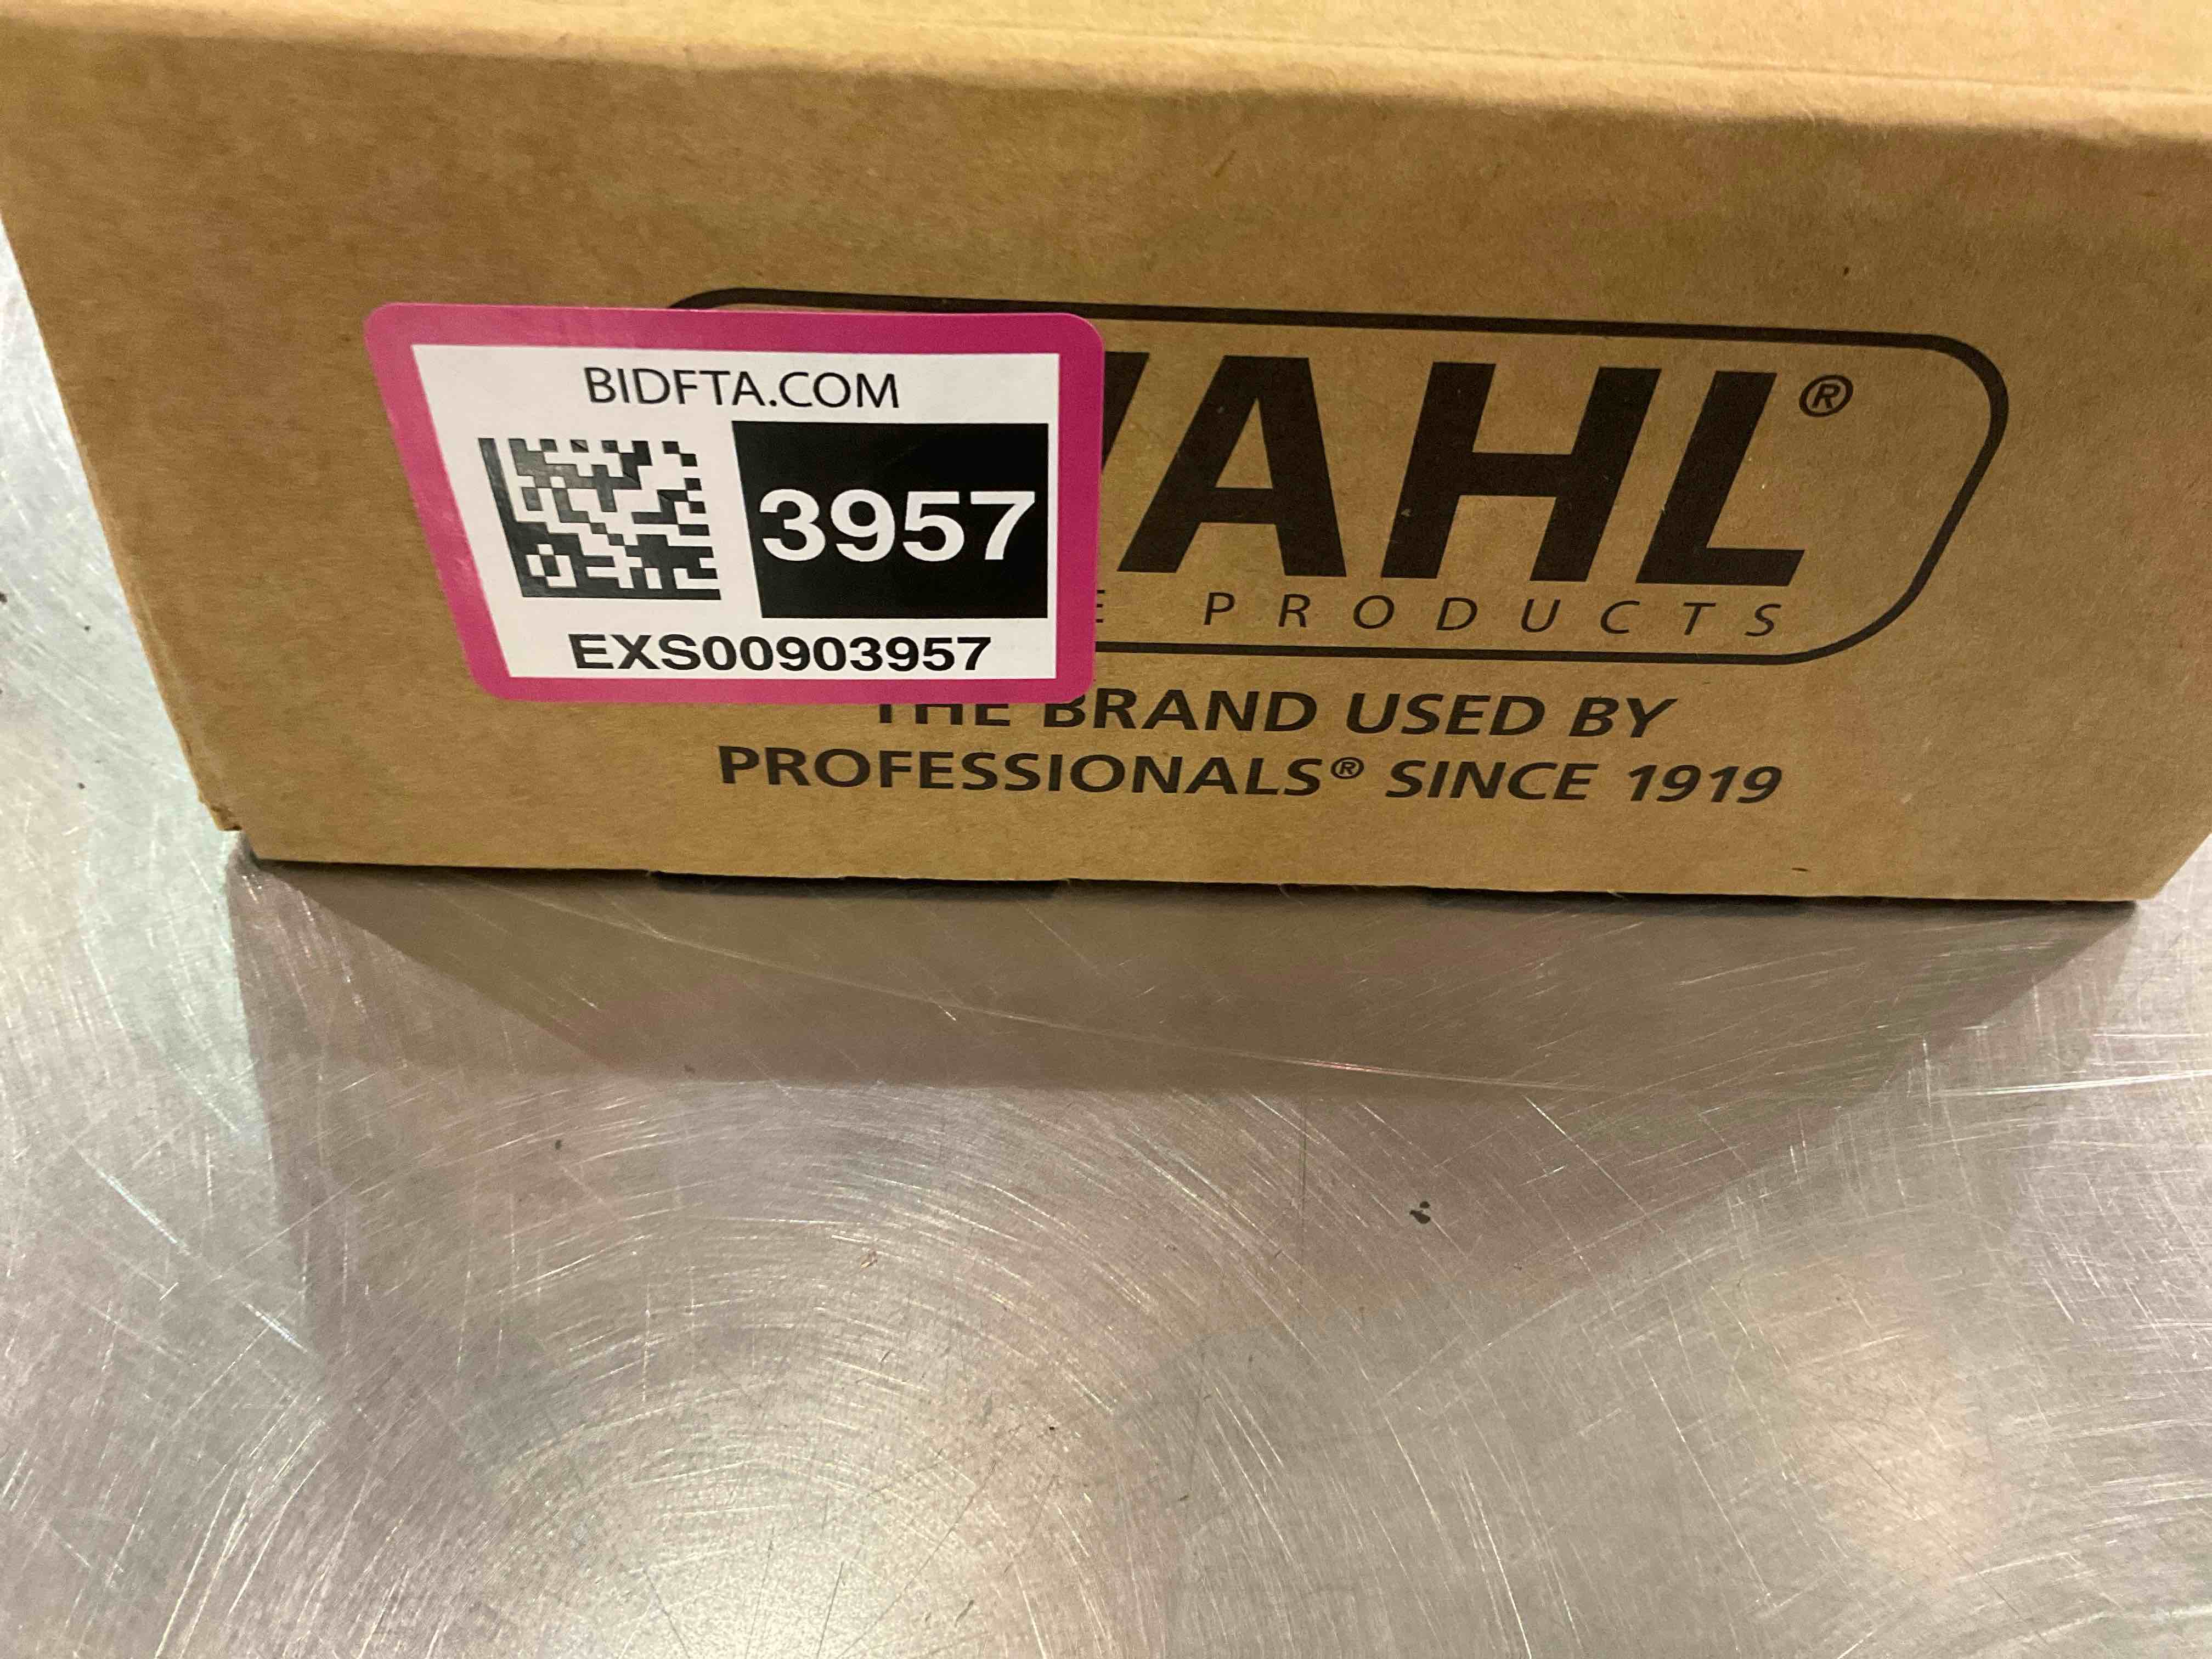 BIDFTA.COM
3957
EXS00903957
AHL®
PRODUCTS
THE BRAND USED BY
PROFESSIONALS® SINCE 1919